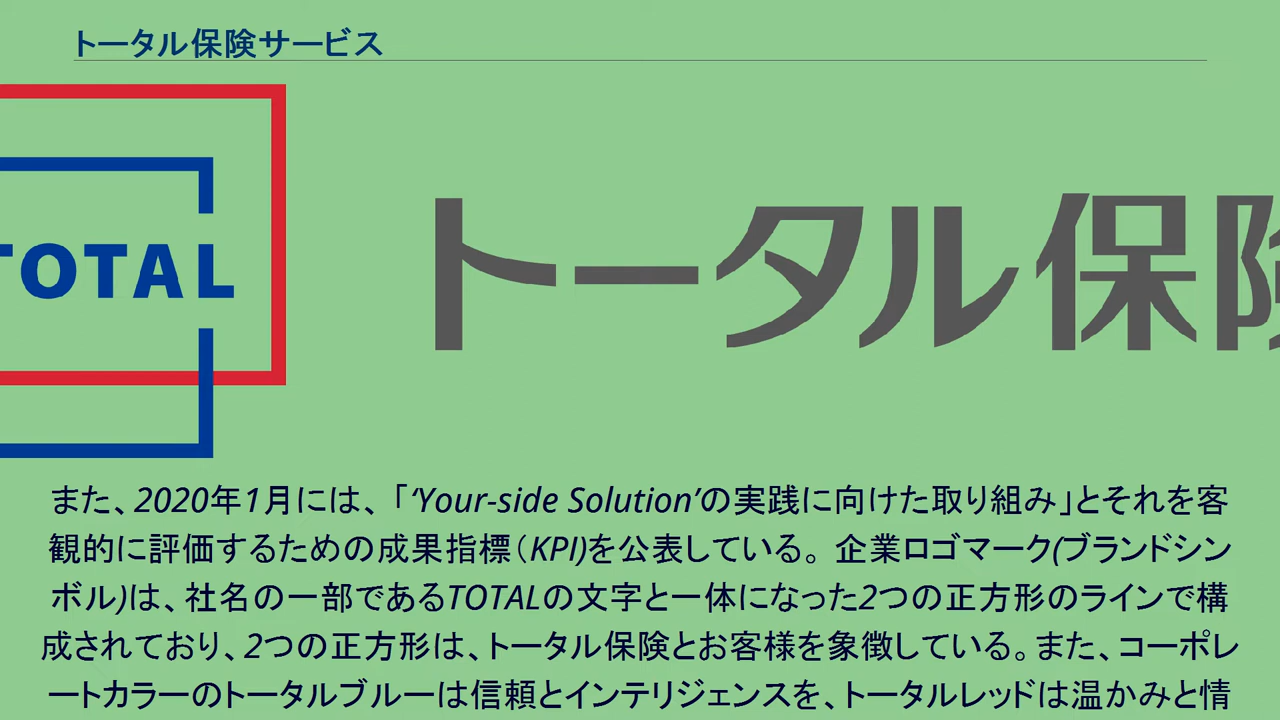 トータル保険サービス
TOTAL
トータル保険
また、2020年1月には、「‘Your-side Solution’の実践に向けた取り組み」とそれを客
観的に評価するための成果指標（KPI)を公表している。企業ロゴマーク(ブランドシン
ボル)は、社名の一部であるTOTALの文字と一体になった2つの正方形のラインで構
成されており、2つの正方形は、トータル保険とお客様を象徴している。また、コーポレ
ートカラーのトータルブルーは信頼とインテリジェンスを、トータルレッドは温かみと情